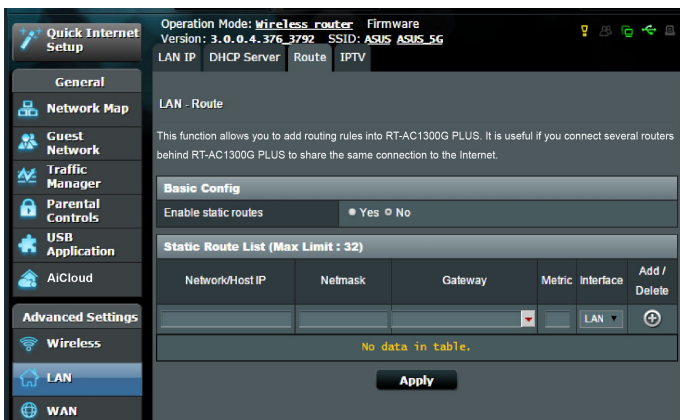 Quick Internet
Setup
General
Network Map
Guest
Network
Traffic
Manager
Parental
Controls
USB
Application
AiCloud
Advanced Settings
Wireless
LAN
WAN
Operation Mode: Wireless router Firmware
Version: 3.0.0.4.376_3792 SSID: ASUS ASUS_5G
LAN IP DHCP Server Route IPTV
LAN - Route
This function allows you to add routing rules into RT-AC1300G PLUS. It is useful if you connect several routers
behind RT-AC1300G PLUS to share the same connection to the Internet.
Basic Config
Enable static routes Yes No
Static Route List (Max Limit : 32)
Network/Host IP Netmask Gateway Metric Interface Add /
Delete
LAN
No data in table.
Apply